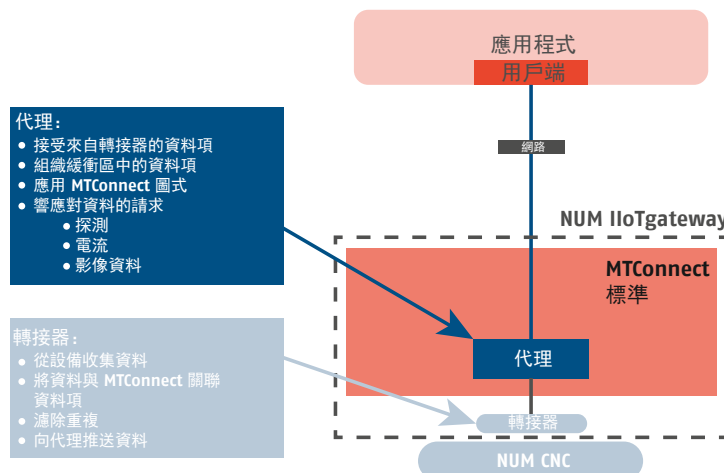 應用程式
用戶端
網路
代理：
● 接受來自轉接器的資料項
● 組織緩衝區中的資料項
● 應用 MTConnect 圖式
● 響應對資料的請求
● 探測
● 電流
● 影像資料
NUM IIoTgateway
MTConnect
標準
代理
轉接器：
● 從設備收集資料
● 將資料與 MTConnect 關聯
資料項
● 濾除重複
● 向代理推送資料
轉接器
NUM CNC